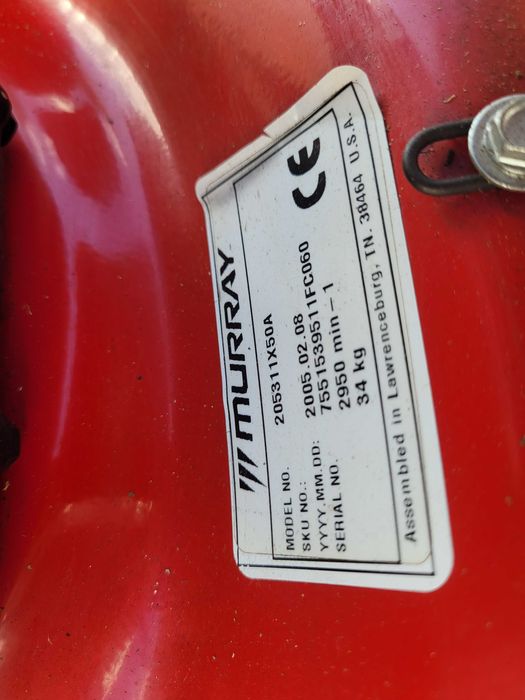 MURRAY
MODEL NO. 205311X50A
SKU NO.:
YYYY.MM.DD: 2005.02.08
SERIAL NO. 7551539511FC060
2950 min-1
34 kg
CE
Assembled in Lawrenceburg, TN. 38464 U.S.A.